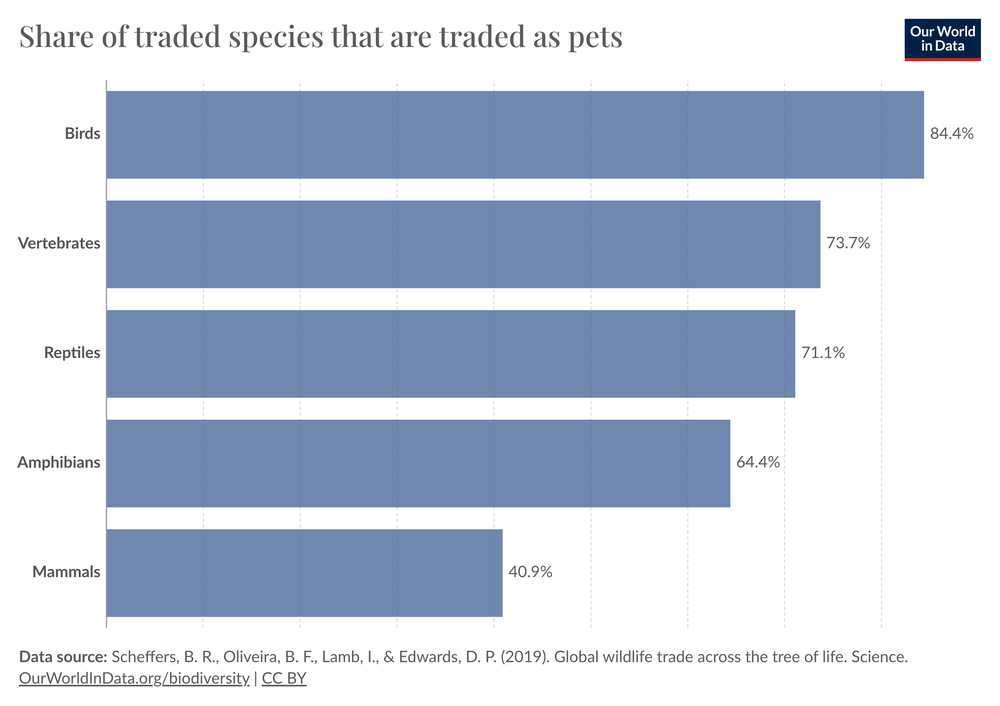 Share of traded species that are traded as pets
Our World
in Data
Birds
84.4%
Vertebrates
73.7%
Reptiles
71.1%
Amphibians
64.4%
Mammals
40.9%
Data source: Scheffers, B. R., Oliveira, B. F., Lamb, I., & Edwards, D. P. (2019). Global wildlife trade across the tree of life. Science.
OurWorldInData.org/biodiversity | CC BY